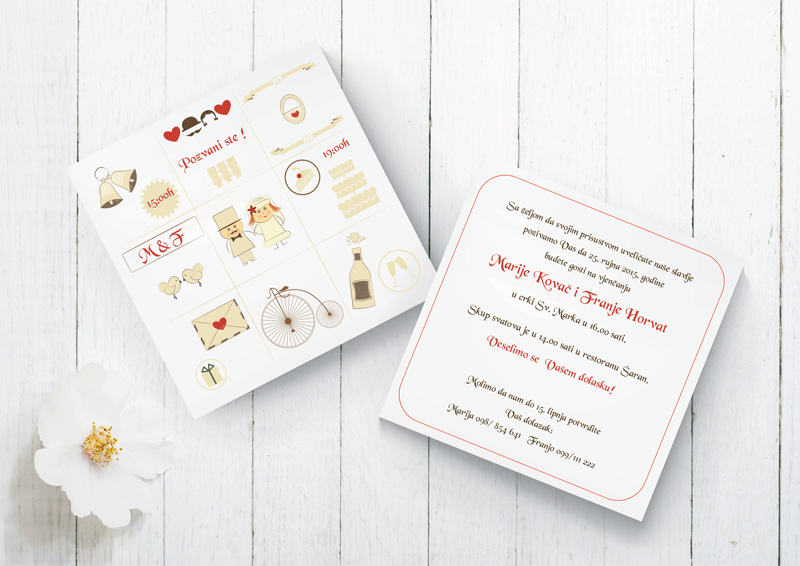 Pozvani ste !
15:00h
19:00h
M & F
Sa željom da svojim prisustvom uveličate naše slavlje
pozivamo Vas da 25. rujna 2015. godine
budete gosti na vjenčanju
Marije Kovač i Franje Horvat
u crki Sv. Marka u 16.00 sati.
Skup svatova je u 14.00 sati u restoranu Šaran.
Veselimo se Vašem dolasku!
Molimo da nam do 15. lipnja potvrdite
Vaš dolazak:
Marija 098/ 854 641 Franjo 099/ 111 222